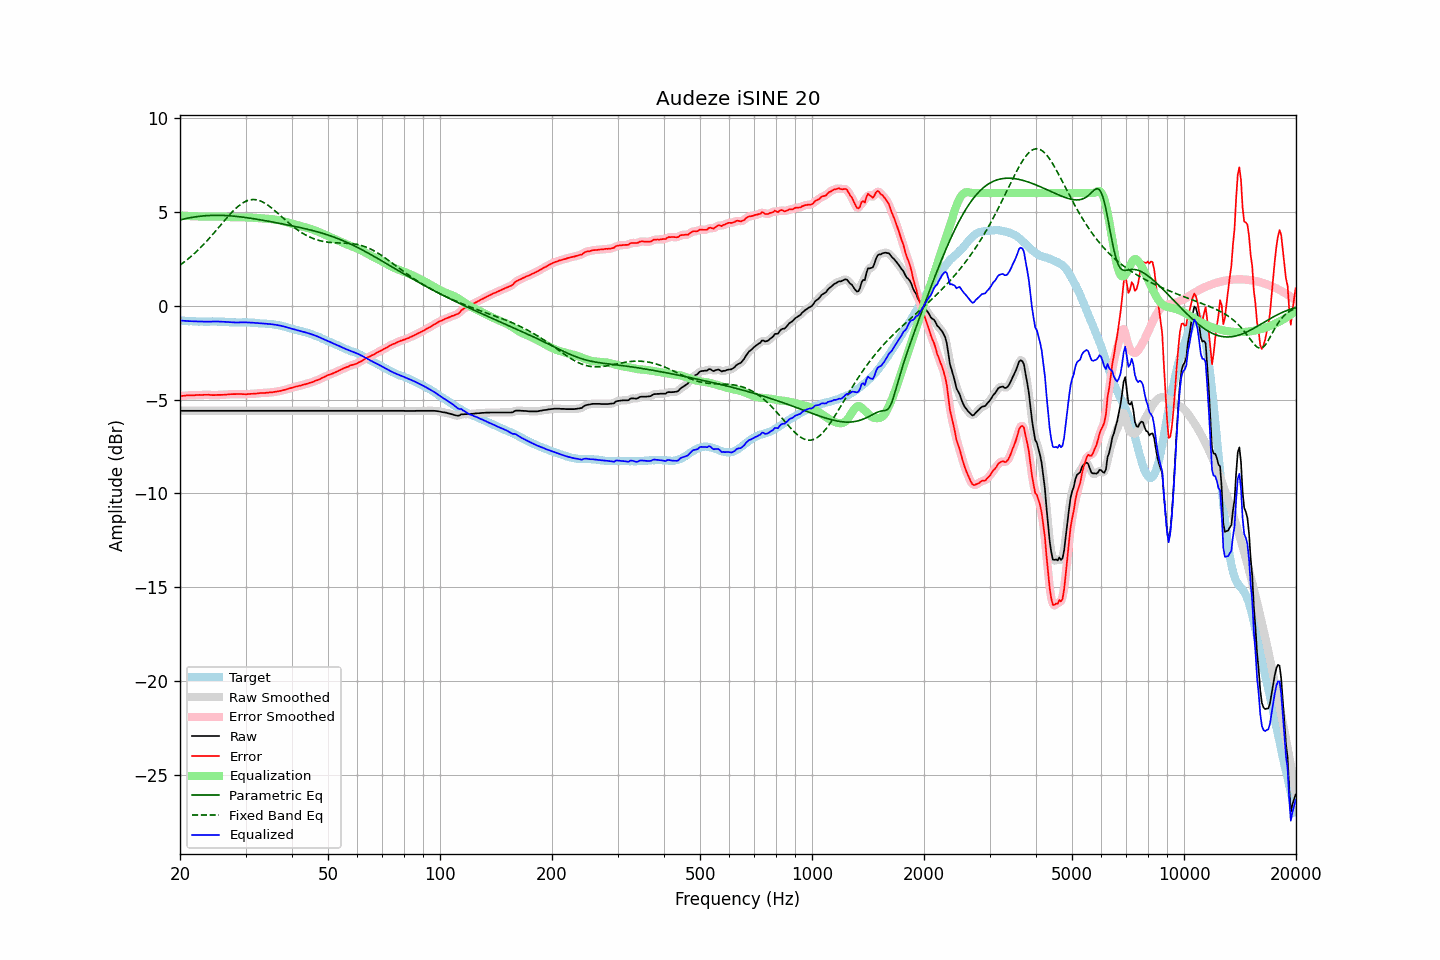 Audeze iSINE 20
Amplitude (dBr)
10
5
0
−5
−10
−15
−20
−25
Target
Raw Smoothed
Error Smoothed
Raw
Error
Equalization
Parametric Eq
Fixed Band Eq
Equalized
20
50
100
200
500
1000
2000
5000
10000
20000
Frequency (Hz)